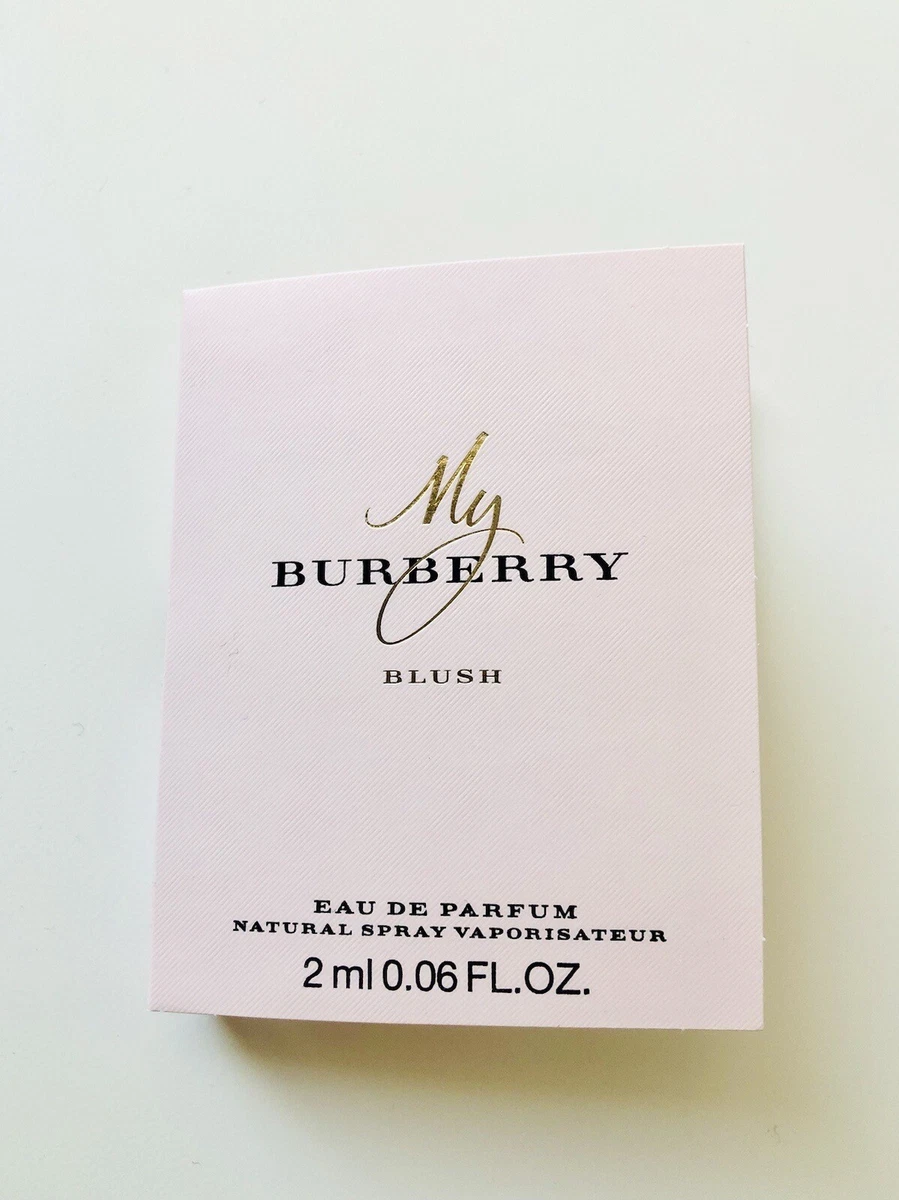 My
BURBERRY
BLUSH
EAU DE PARFUM
NATURAL SPRAY VAPORISATEUR
2 ml 0.06 FL.OZ.